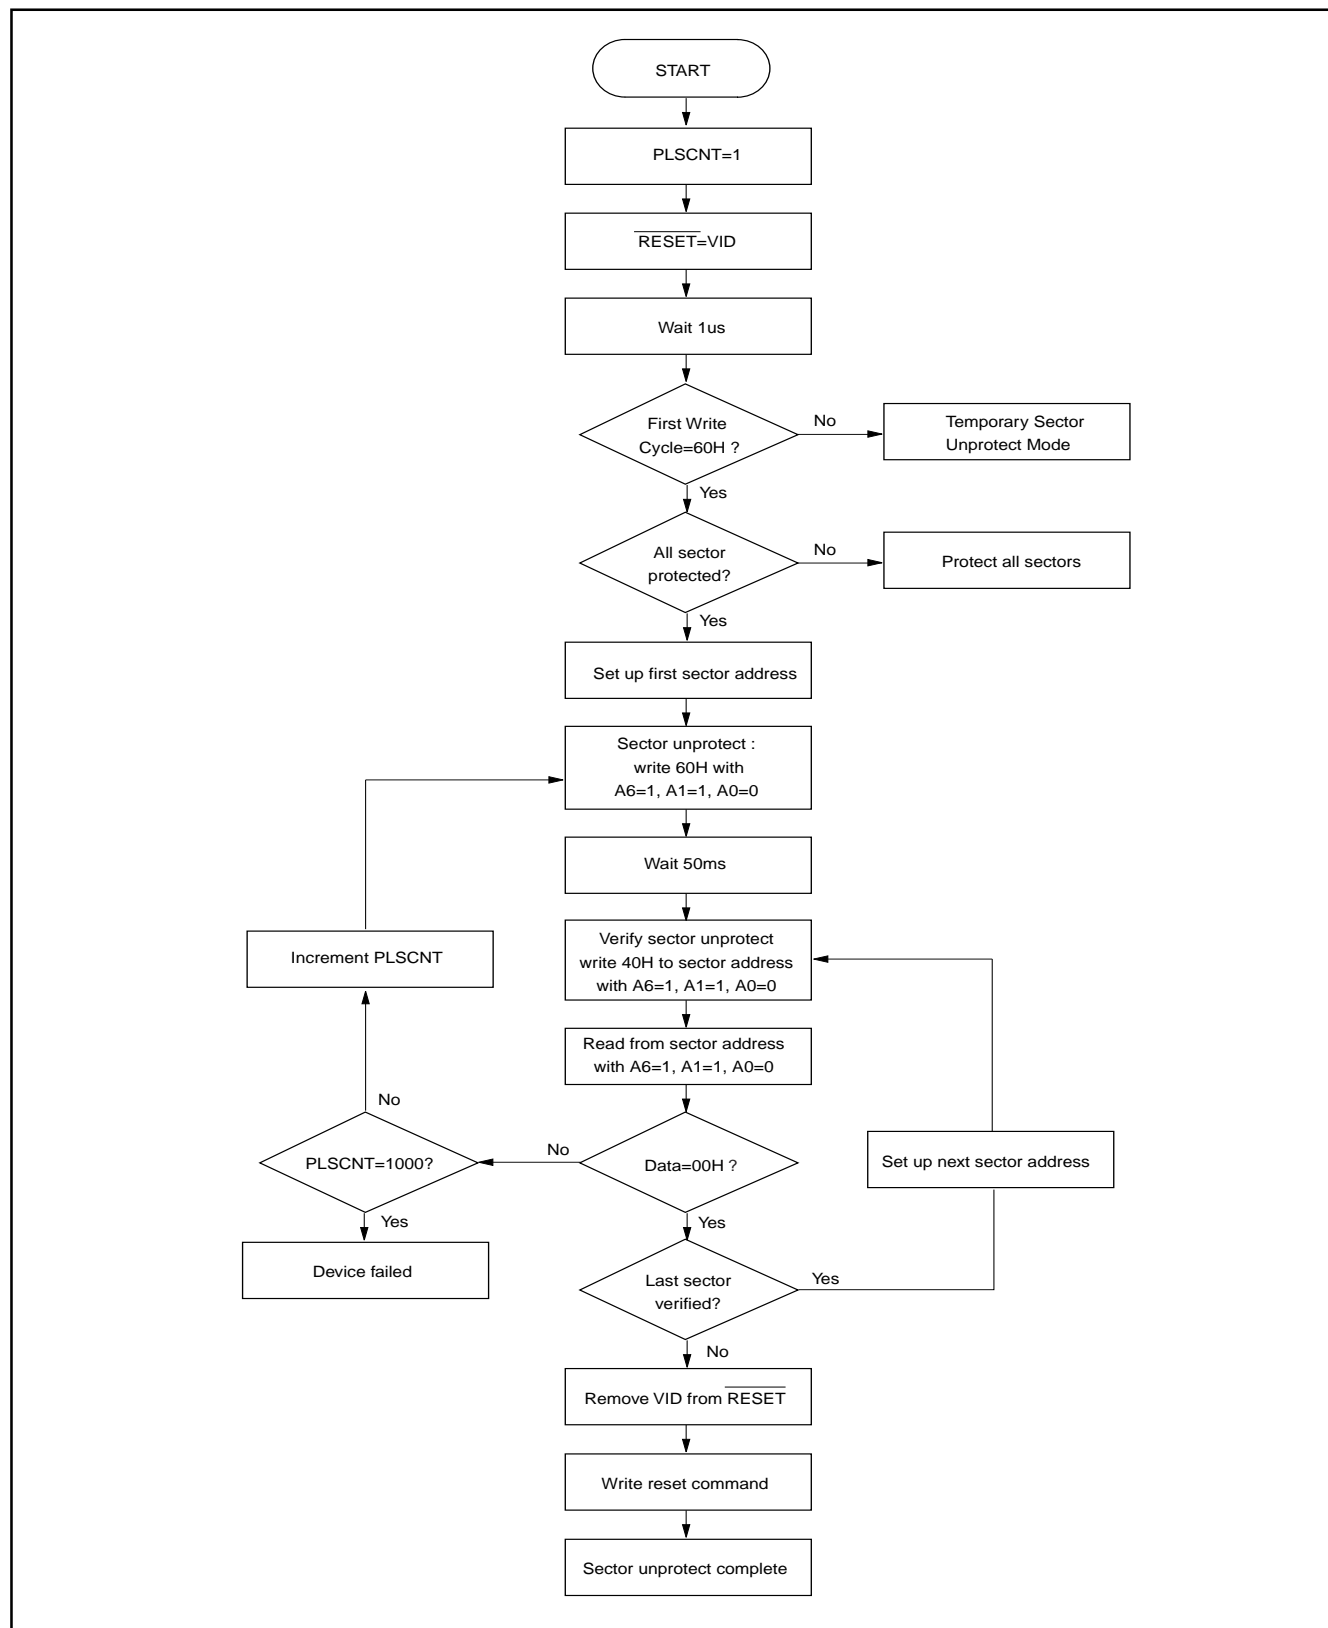 START
PLSCNT=1
RESET=VID
Wait 1us
First Write
Cycle=60H ?
No
Temporary Sector
Unprotect Mode
Yes
All sector
protected?
No
Protect all sectors
Yes
Set up first sector address
Sector unprotect :
write 60H with
A6=1, A1=1, A0=0
Wait 50ms
Increment PLSCNT
Verify sector unprotect
write 40H to sector address
with A6=1, A1=1, A0=0
Read from sector address
with A6=1, A1=1, A0=0
No
PLSCNT=1000?
No
Data=00H ?
Set up next sector address
Yes
Yes
Device failed
Last sector
verified?
Yes
No
Remove VID from RESET
Write reset command
Sector unprotect complete